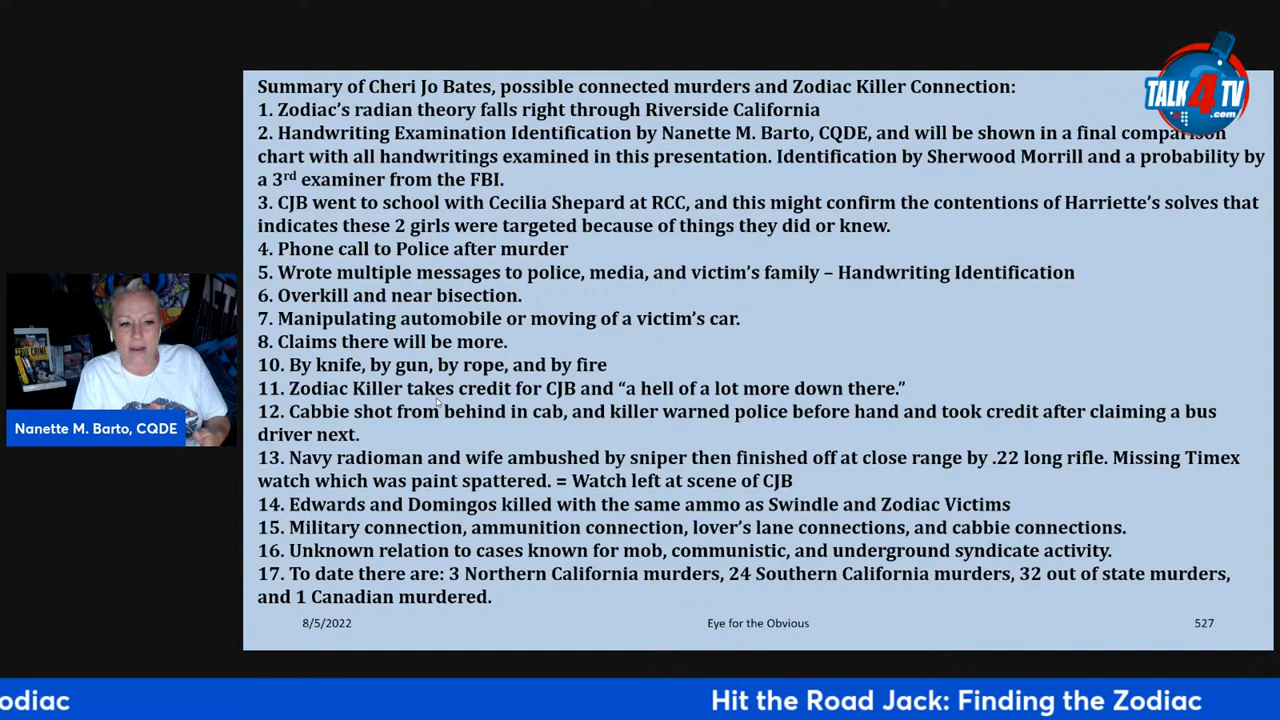 Summary of Cheri Jo Bates, possible connected murders and Zodiac Killer Connection:
1. Zodiac's radian theory falls right through Riverside California
2. Handwriting Examination Identification by Nanette M. Barto, CQDE, and will be shown in a final comparison
chart with all handwritings examined in this presentation. Identification by Sherwood Morrill and a probability by
a 3rd examiner from the FBI.
3. CJB went to school with Cecilia Shepard at RCC, and this might confirm the contentions of Harriette's solves that
indicates these 2 girls were targeted because of things they did or knew.
4. Phone call to Police after murder
5. Wrote multiple messages to police, media, and victim's family – Handwriting Identification
6. Overkill and near bisection.
7. Manipulating automobile or moving of a victim's car.
8. Claims there will be more.
10. By knife, by gun, by rope, and by fire
11. Zodiac Killer takes credit for CJB and "a hell of a lot more down there."
12. Cabbie shot from behind in cab, and killer warned police before hand and took credit after claiming a bus
driver next.
13. Navy radioman and wife ambushed by sniper then finished off at close range by .22 long rifle. Missing Timex
watch which was paint spattered. = Watch left at scene of CJB
14. Edwards and Domingos killed with the same ammo as Swindle and Zodiac Victims
15. Military connection, ammunition connection, lover's lane connections, and cabbie connections.
16. Unknown relation to cases known for mob, communistic, and underground syndicate activity.
17. To date there are: 3 Northern California murders, 24 Southern California murders, 32 out of state murders,
and 1 Canadian murdered.
8/5/2022
Eye for the Obvious
527
TALK 4 TV
.com
TRUE CRIME
Nanette M. Barto, CQDE
odiac
Hit the Road Jack: Finding the Zodiac